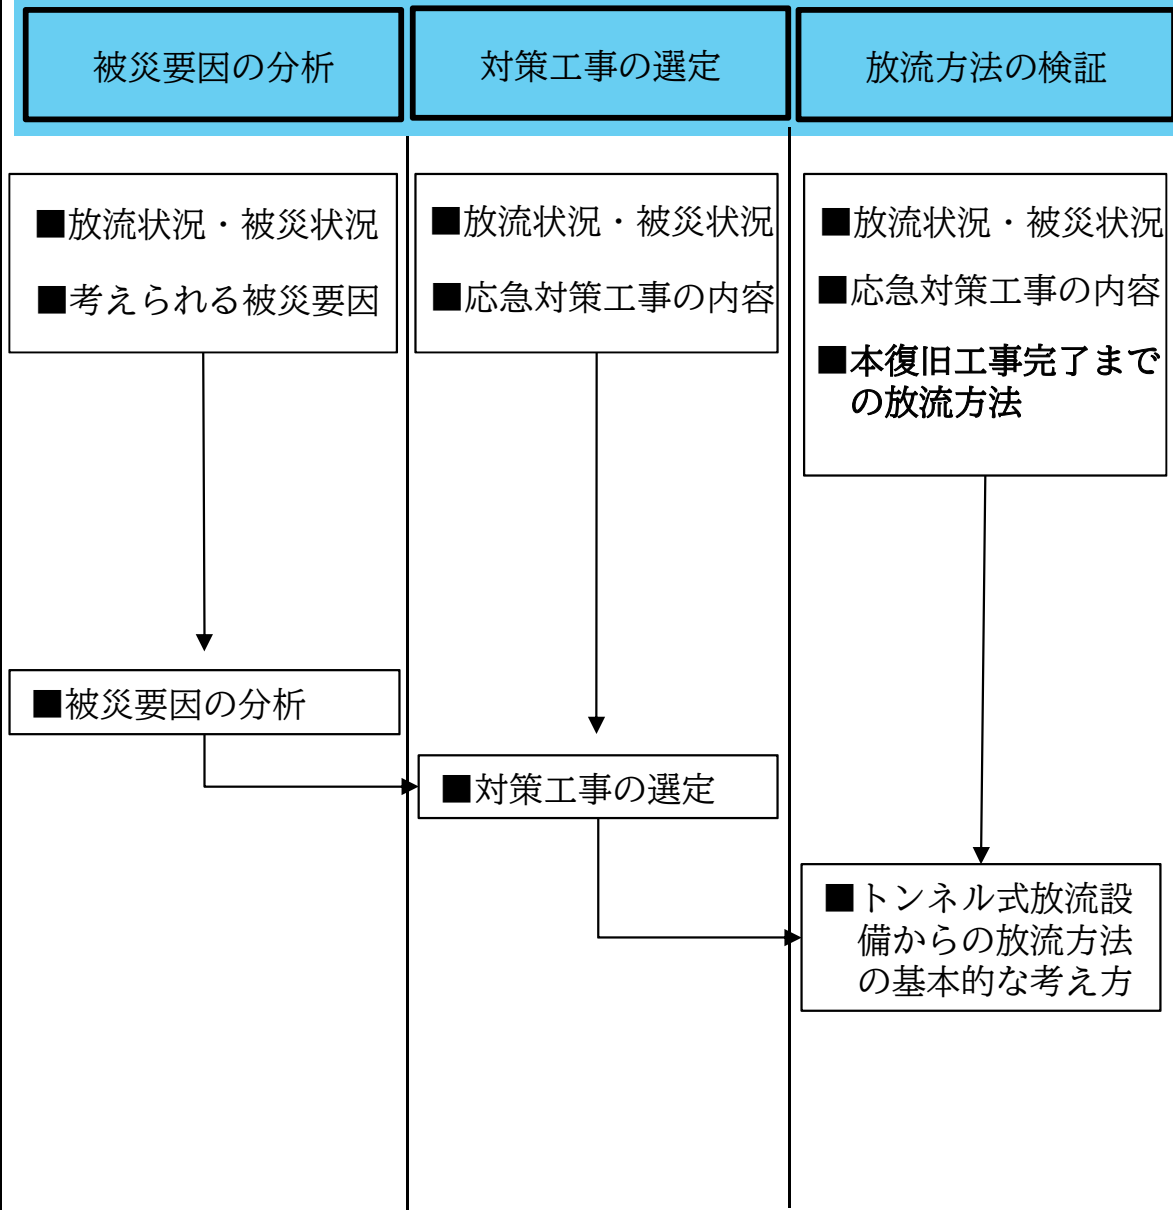 被災要因の分析
対策工事の選定
放流方法の検証
■放流状況・被災状況
■考えられる被災要因
■放流状況・被災状況
■応急対策工事の内容
■放流状況・被災状況
■応急対策工事の内容
■本復旧工事完了まで
の放流方法
■被災要因の分析
■対策工事の選定
■トンネル式放流設
備からの放流方法
の基本的な考え方